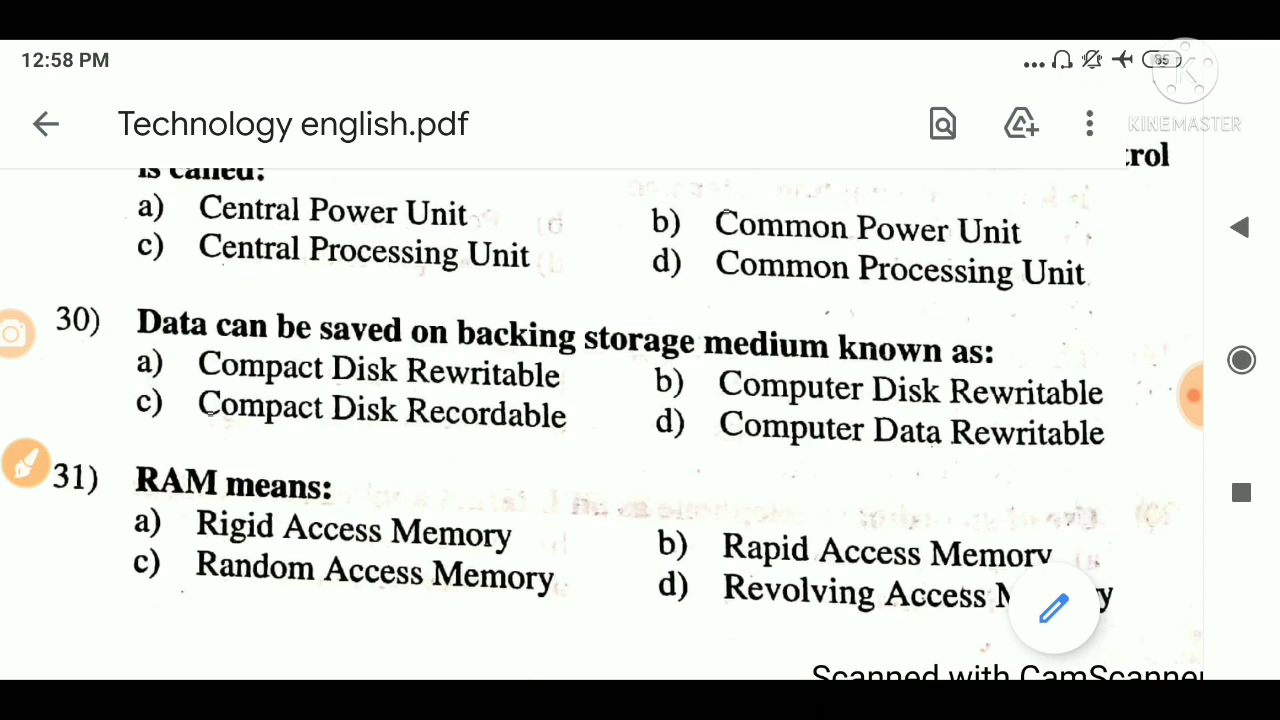 12:58 PM
85
Technology english.pdf
KINEMASTER
trol
is called:
a) Central Power Unit b) Common Power Unit
c) Central Processing Unit d) Common Processing Unit
30) Data can be saved on backing storage medium known as:
a) Compact Disk Rewritable b) Computer Disk Rewritable
c) Compact Disk Recordable d) Computer Data Rewritable
31) RAM means:
a) Rigid Access Memory b) Rapid Access Memory
c) Random Access Memory d) Revolving Access
Scanned with CamScanner